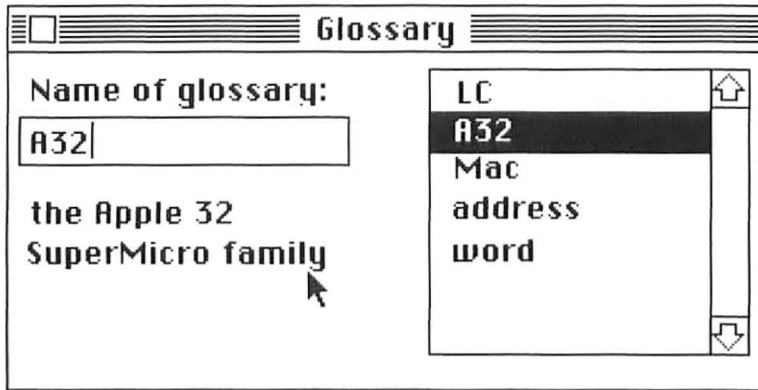 Glossary
Name of glossary:
A32
the Apple 32
SuperMicro family
LC
A32
Mac
address
word